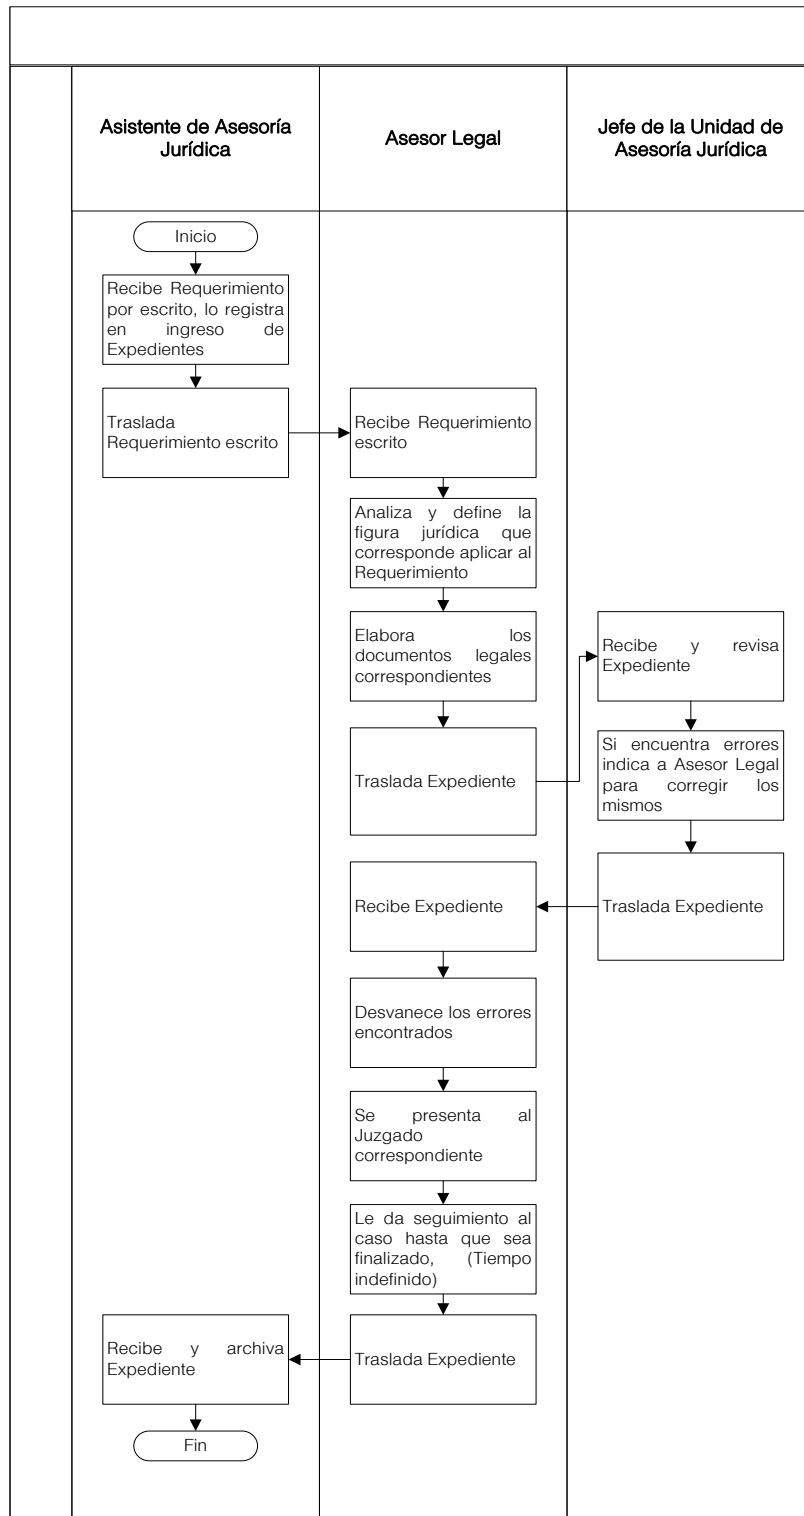 Asistente de Asesoría
Jurídica
Asesor Legal
Jefe de la Unidad de
Asesoría Jurídica
Inicio
Recibe Requerimiento
por escrito, lo registra
en ingreso de
Expedientes
Traslada
Requerimiento escrito
Recibe Requerimiento
escrito
Analiza y define la
figura jurídica que
corresponde aplicar al
Requerimiento
Elabora los
documentos legales
correspondientes
Traslada Expediente
Recibe y revisa
Expediente
Si encuentra errores
indica a Asesor Legal
para corregir los
mismos
Traslada Expediente
Recibe Expediente
Desvanece los errores
encontrados
Se presenta al
Juzgado
correspondiente
Le da seguimiento al
caso hasta que sea
finalizado, (Tiempo
indefinido)
Traslada Expediente
Recibe y archiva
Expediente
Fin